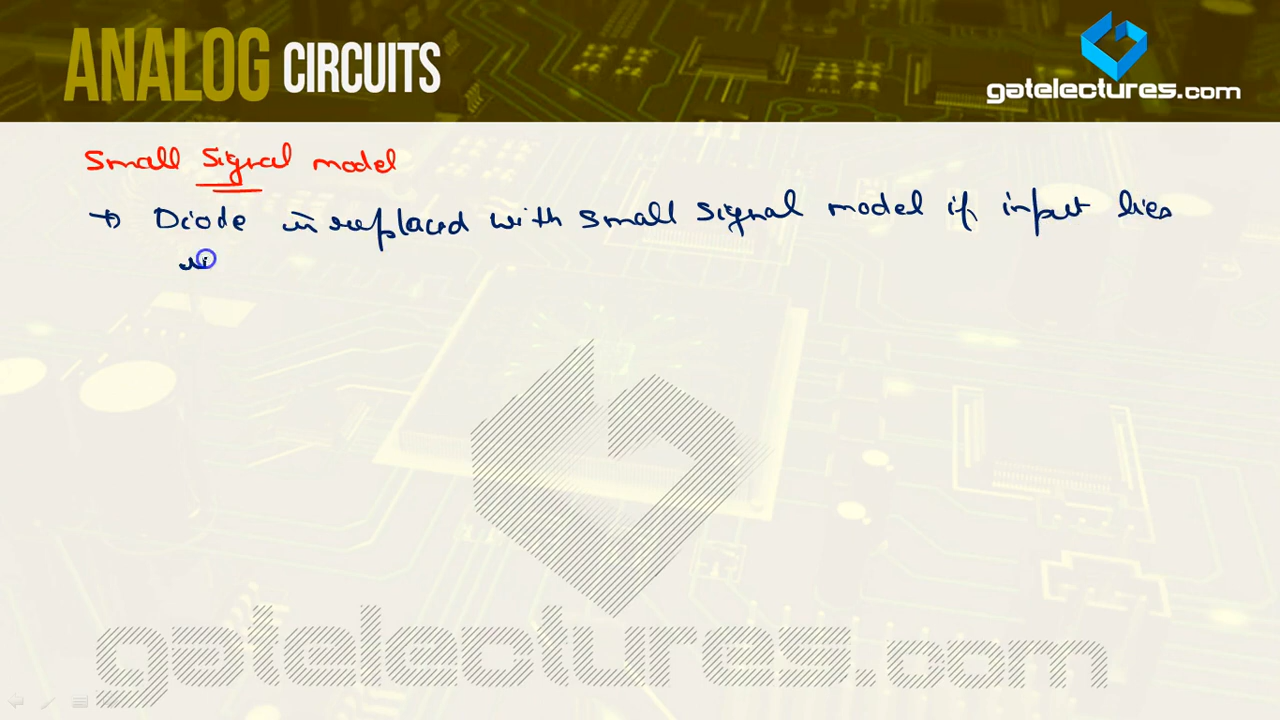 ANALOG CIRCUITS
gatelectures.com
Small Signal model
→ Diode is replaced with small signal model if input lies
gatelectures.com